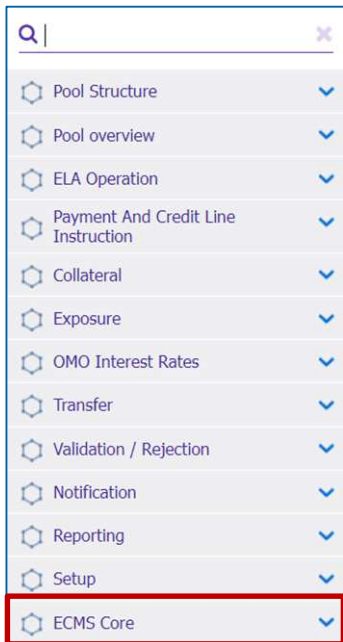 Pool Structure
Pool overview
ELA Operation
Payment And Credit Line
Instruction
Collateral
Exposure
OMO Interest Rates
Transfer
Validation / Rejection
Notification
Reporting
Setup
ECMS Core